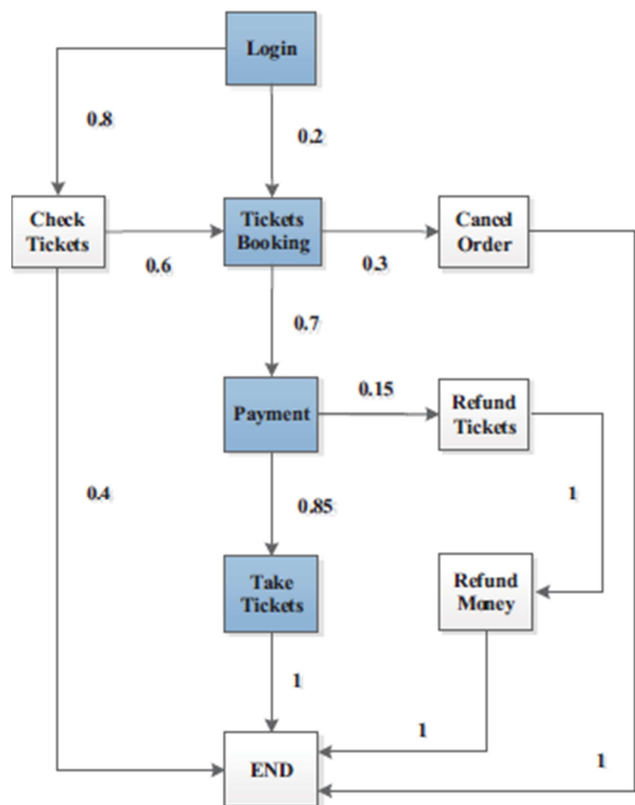 Login
0.8
0.2
Check
Tickets
Tickets
Booking
Cancel
Order
0.6
0.3
0.7
Payment
0.15
Refund
Tickets
0.4
0.85
1
Take
Tickets
Refund
Money
1
1
1
END